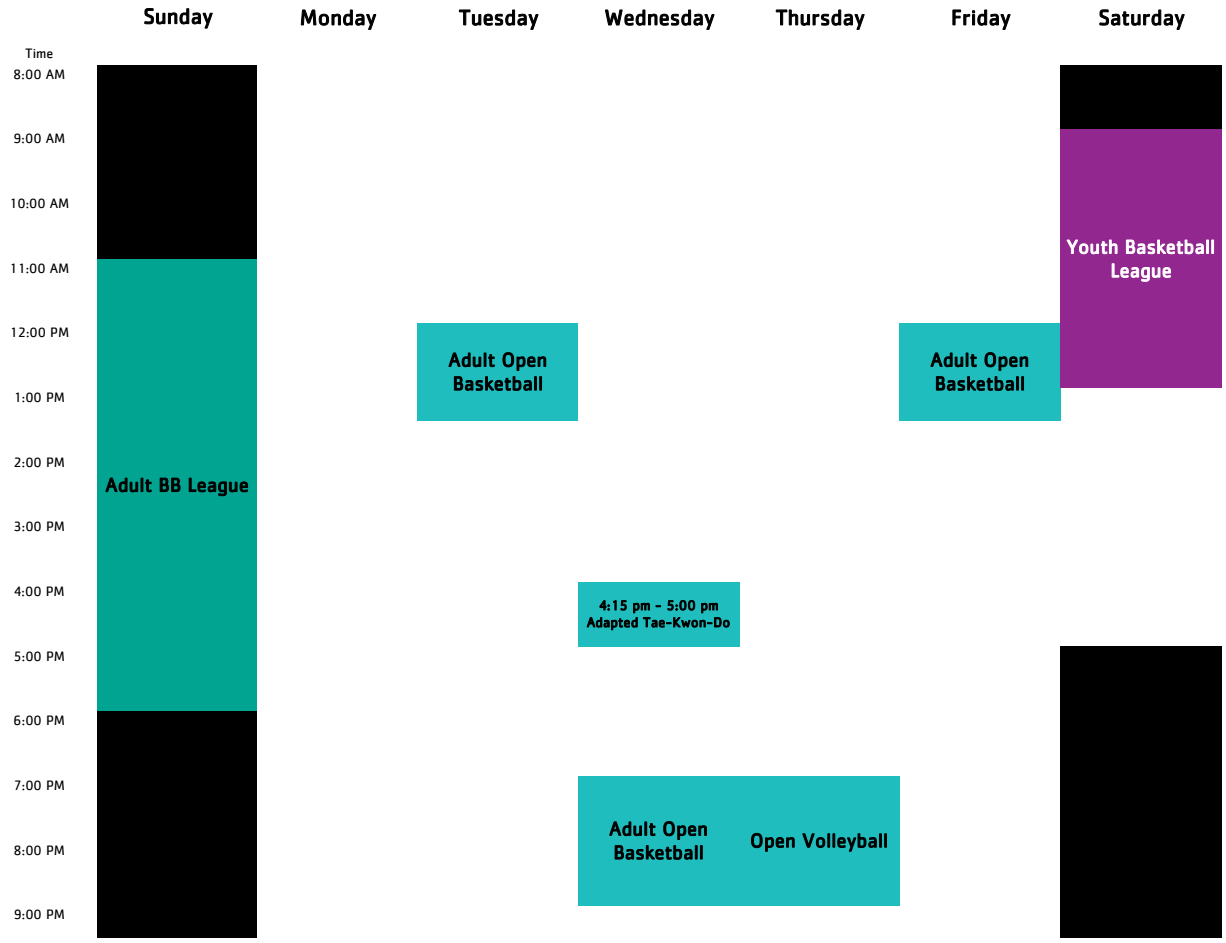 Sunday
Monday
Tuesday
Wednesday
Thursday
Friday
Saturday
Time
8:00 AM
9:00 AM
10:00 AM
11:00 AM
12:00 PM
1:00 PM
2:00 PM
3:00 PM
4:00 PM
5:00 PM
6:00 PM
7:00 PM
8:00 PM
9:00 PM
Adult BB League
Adult Open
Basketball
4:15 pm - 5:00 pm
Adapted Tae-Kwon-Do
Adult Open
Basketball
Open Volleyball
Adult Open
Basketball
Youth Basketball
League